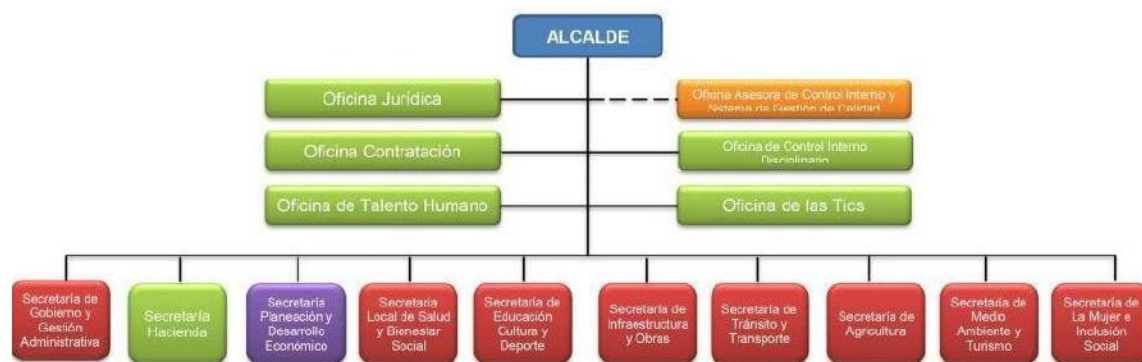 ALCALDE
Oficina Jurídica
Oficina Asesora de Control Interno y
Sistema de Gestión de Calidad
Oficina Contratación
Oficina de Control Interno
Disciplinario
Oficina de Talento Humano
Oficina de las Tics
Secretaría de
Gobierno y
Gestión
Administrativa
Secretaría
Hacienda
Secretaría
Planeación y
Desarrollo
Económico
Secretaría
Local de Salud
y Bienestar
Social
Secretaría de
Educación
Cultura y
Deporte
Secretaría de
Infraestructura
y Obras
Secretaría de
Tránsito y
Transporte
Secretaría de
Agricultura
Secretaría de
Medio
Ambiente y
Turismo
Secretaría de
La Mujer e
Inclusión
Social